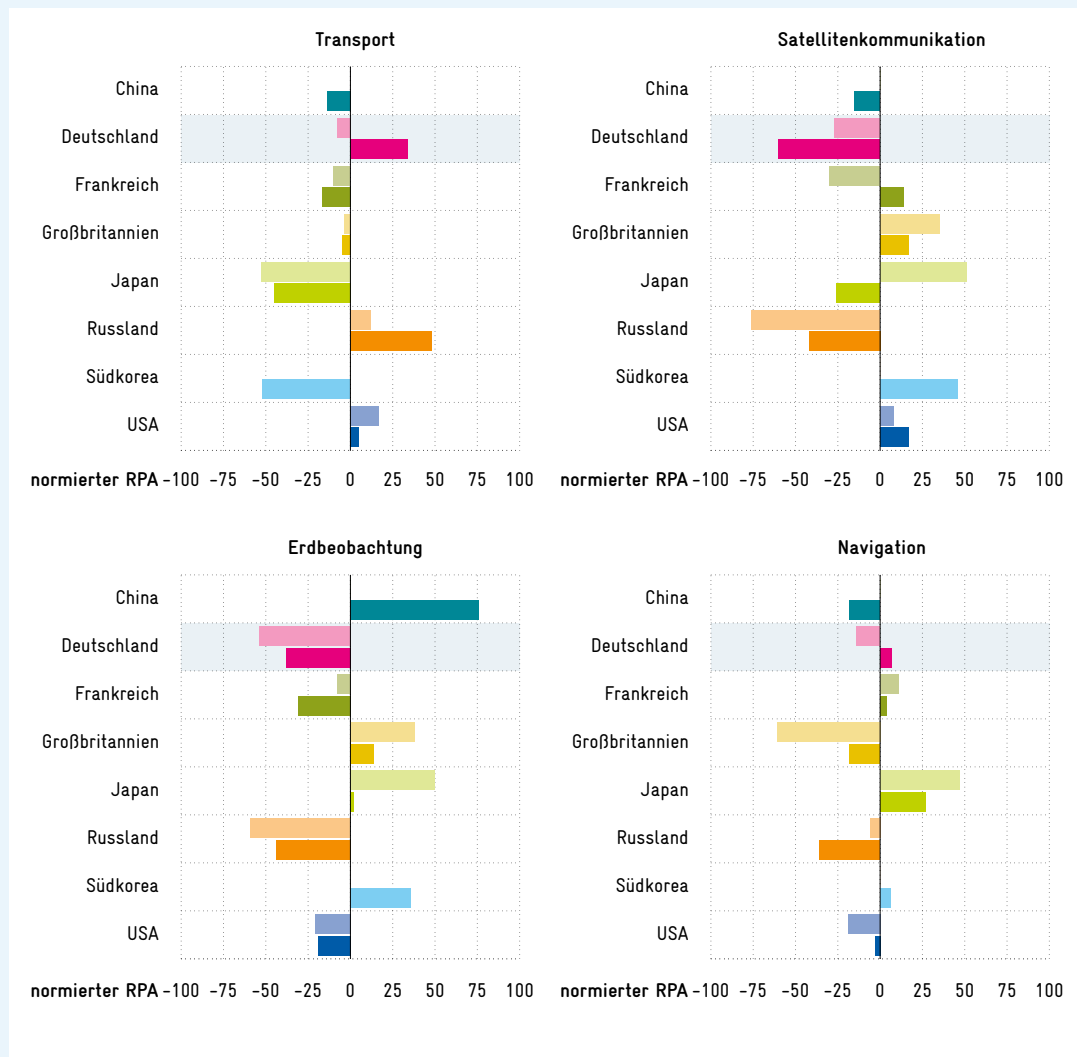 Transport
China
Deutschland
Frankreich
Großbritannien
Japan
Russland
Südkorea
USA
normierter RPA -100 -75 -50 -25 0 25 50 75 100
Satellitenkommunikation
China
Deutschland
Frankreich
Großbritannien
Japan
Russland
Südkorea
USA
normierter RPA -100 -75 -50 -25 0 25 50 75 100
Erdbeobachtung
China
Deutschland
Frankreich
Großbritannien
Japan
Russland
Südkorea
USA
normierter RPA -100 -75 -50 -25 0 25 50 75 100
Navigation
China
Deutschland
Frankreich
Großbritannien
Japan
Russland
Südkorea
USA
normierter RPA -100 -75 -50 -25 0 25 50 75 100